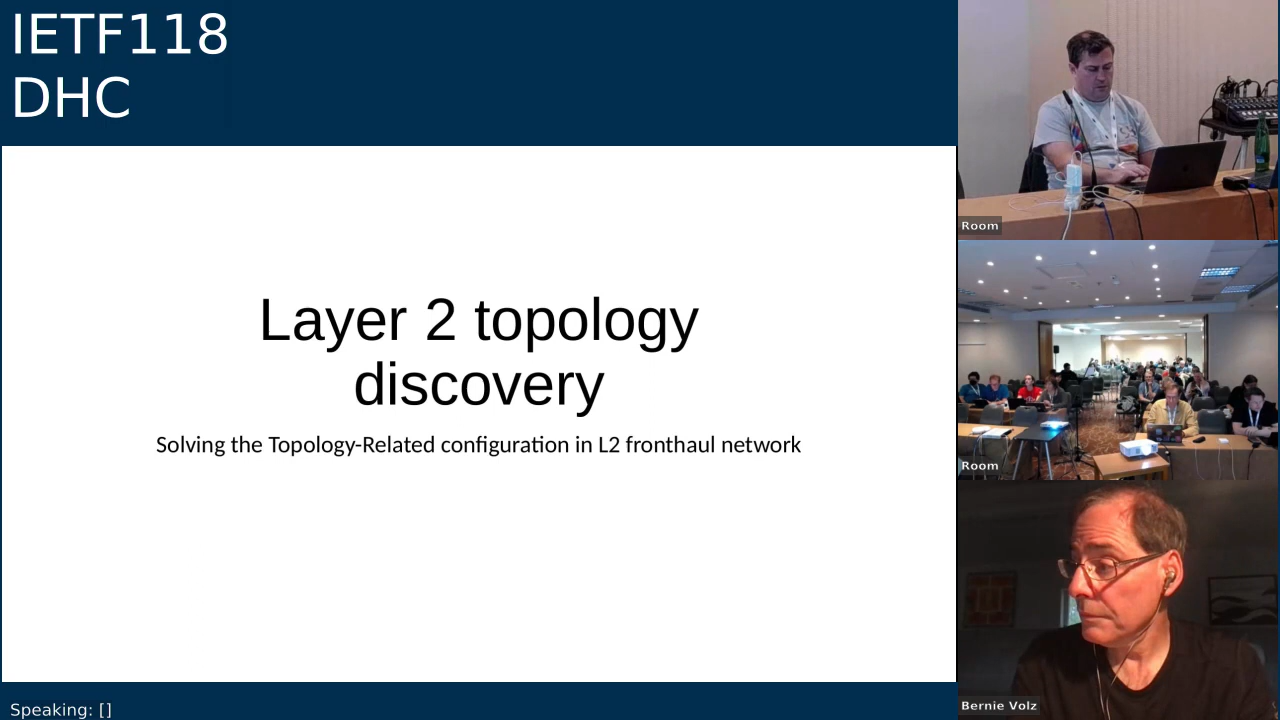 IETF118
DHC
Layer 2 topology
discovery
Solving the Topology-Related configuration in L2 fronthaul network
Speaking: []
Room
Room
Bernie Volz